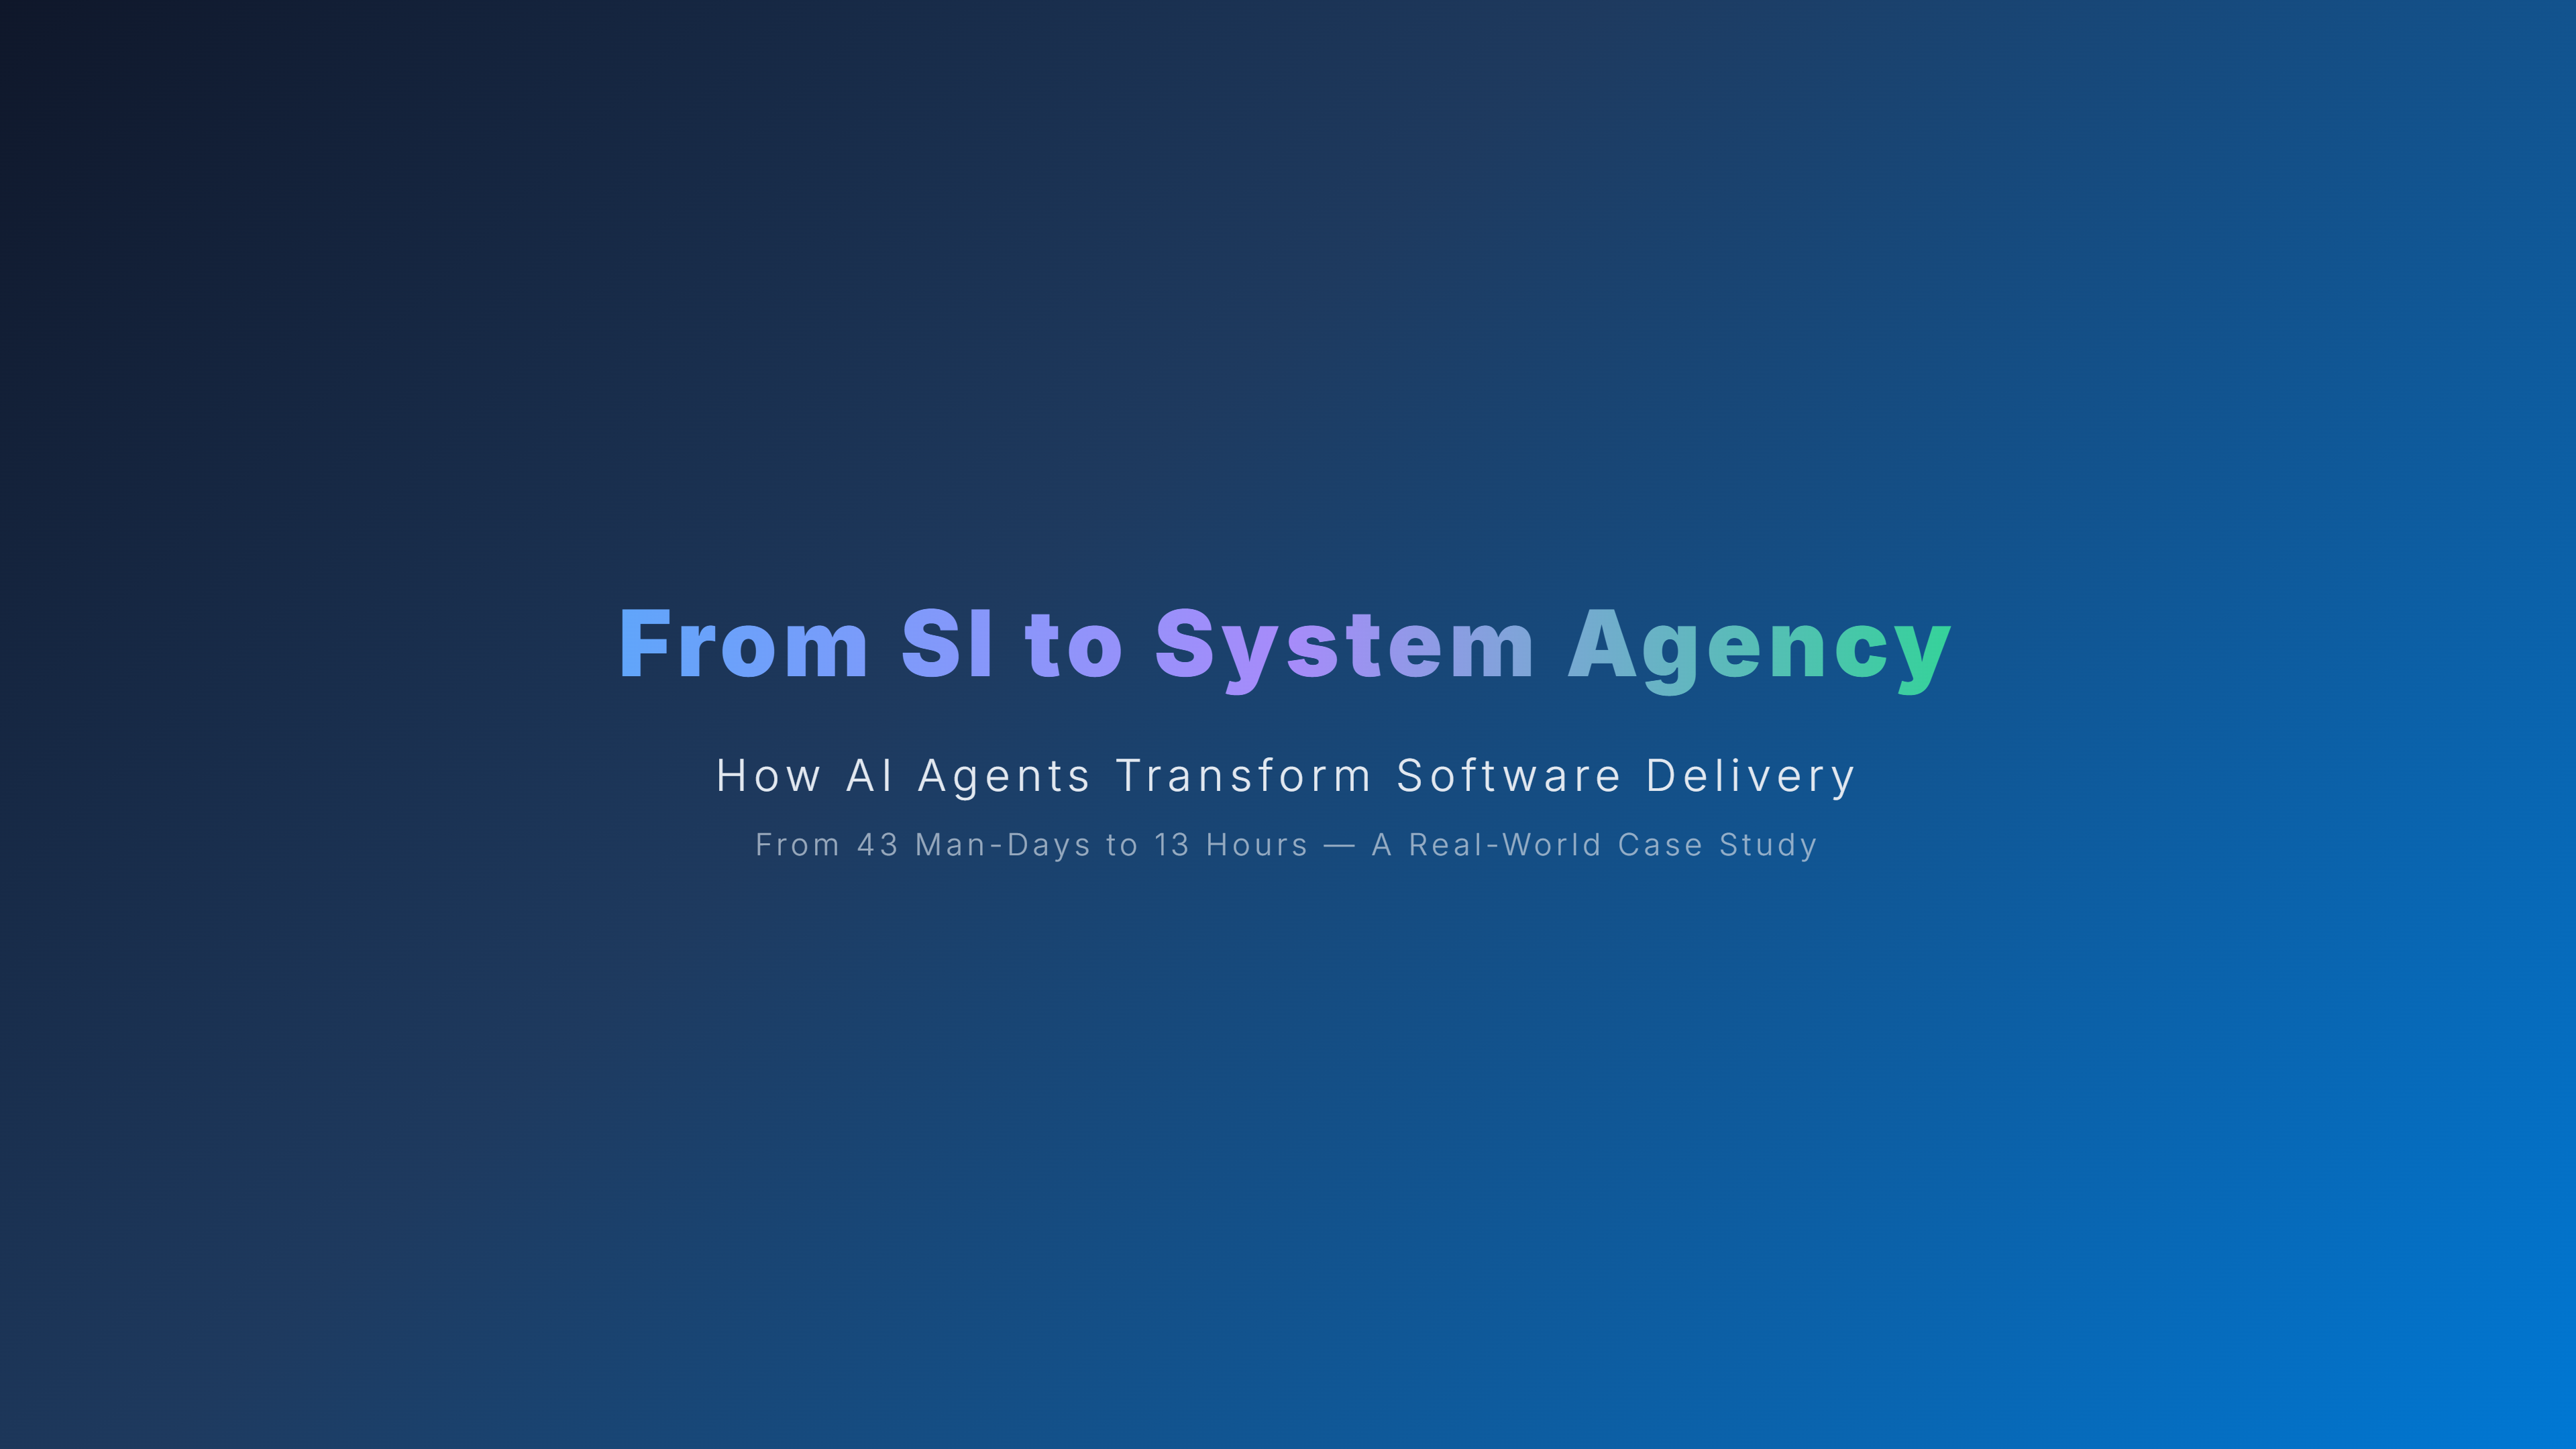 From SI to System Agency
How AI Agents Transform Software Delivery
From 43 Man-Days to 13 Hours — A Real-World Case Study